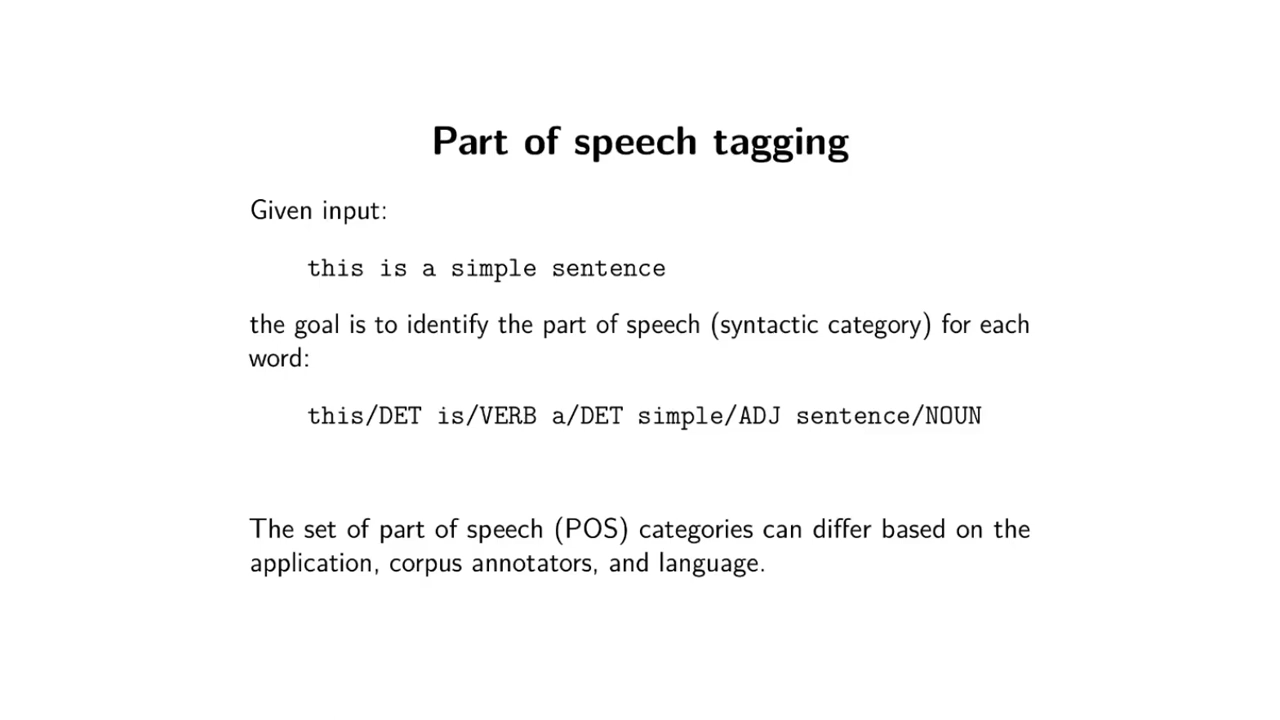 Part of speech tagging
Given input:
this is a simple sentence
the goal is to identify the part of speech (syntactic category) for each
word:
this/DET is/VERB a/DET simple/ADJ sentence/NOUN
The set of part of speech (POS) categories can differ based on the
application, corpus annotators, and language.